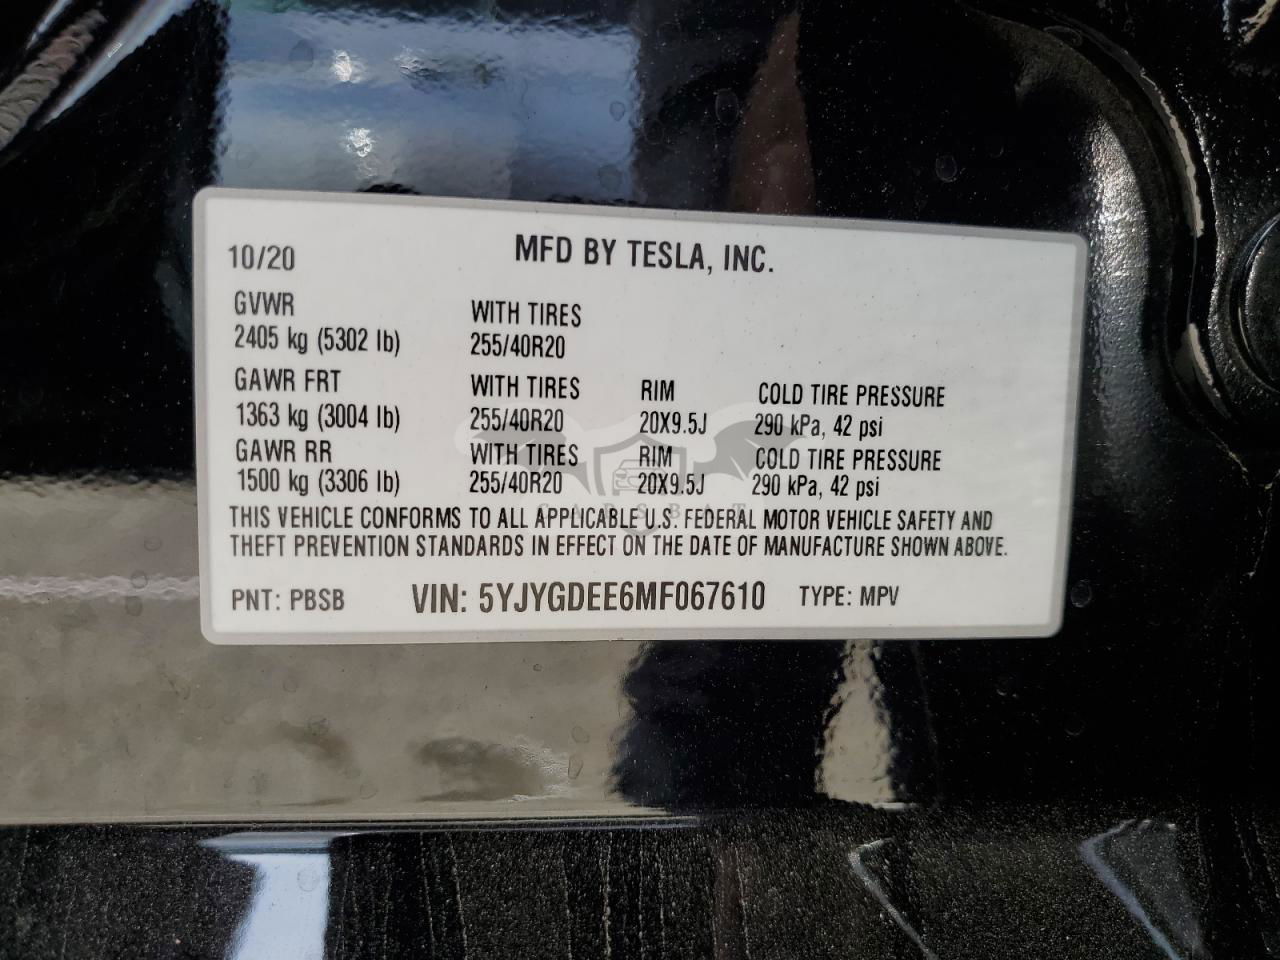 10/20 MFD BY TESLA, INC.
GVWR WITH TIRES
2405 kg (5302 lb) 255/40R20
GAWR FRT WITH TIRES RIM COLD TIRE PRESSURE
1363 kg (3004 lb) 255/40R20 20X9.5J 290 kPa, 42 psi
GAWR RR WITH TIRES RIM COLD TIRE PRESSURE
1500 kg (3306 lb) 255/40R20 20X9.5J 290 kPa, 42 psi
CARSBAT
THIS VEHICLE CONFORMS TO ALL APPLICABLE U.S. FEDERAL MOTOR VEHICLE SAFETY AND
THEFT PREVENTION STANDARDS IN EFFECT ON THE DATE OF MANUFACTURE SHOWN ABOVE.
PNT: PBSB VIN: 5YJYGDEE6MF067610 TYPE: MPV